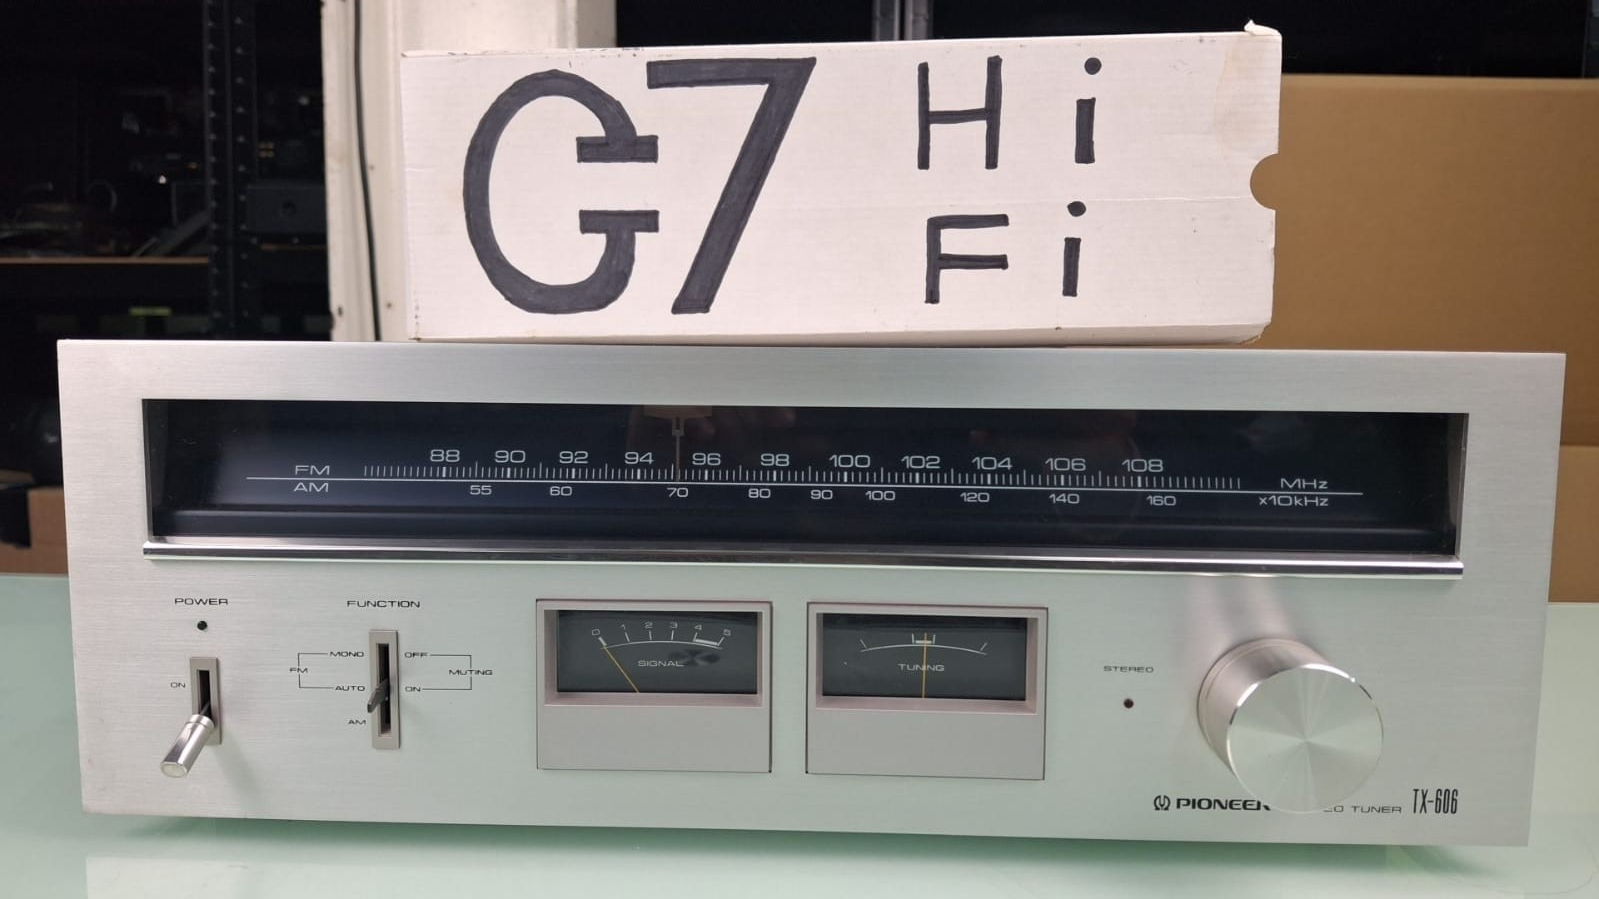 G7
Hi
Fi
88 90 92 94 96 98 100 102 104 106 108
FM MHz
AM 55 60 70 80 90 100 120 140 160 x10kHz
POWER
ON
FUNCTION
MONO OFF
FM MUTING
AUTO ON
AM
0 1 2 3 4 5
SIGNAL
TUNING
STEREO
PIONEER TUNER TX-606